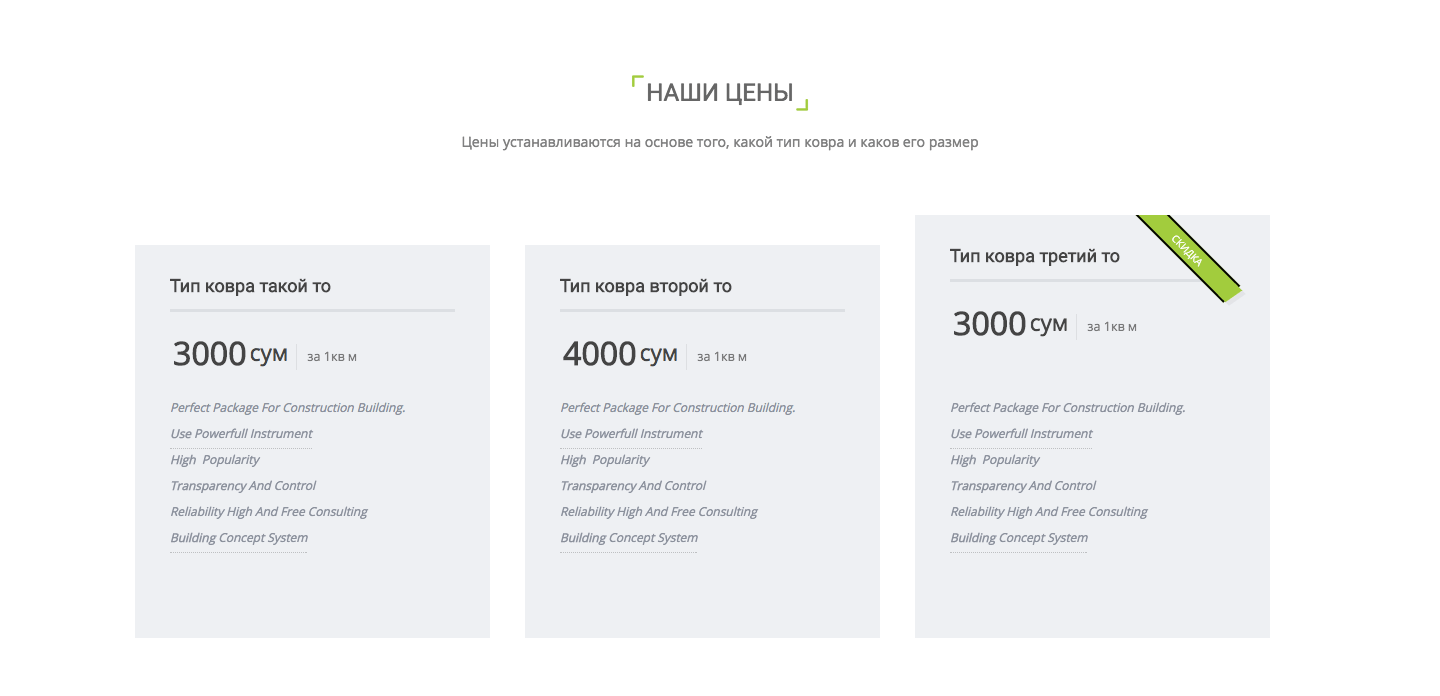 НАШИ ЦЕНЫ
Цены устанавливаются на основе того, какой тип ковра и каков его размер
Тип ковра такой то
3000 сум за 1кв м
Perfect Package For Construction Building.
Use Powerfull Instrument
High Popularity
Transparency And Control
Reliability High And Free Consulting
Building Concept System
Тип ковра второй то
4000 сум за 1кв м
Perfect Package For Construction Building.
Use Powerfull Instrument
High Popularity
Transparency And Control
Reliability High And Free Consulting
Building Concept System
СКИДКА
Тип ковра третий то
3000 сум за 1кв м
Perfect Package For Construction Building.
Use Powerfull Instrument
High Popularity
Transparency And Control
Reliability High And Free Consulting
Building Concept System